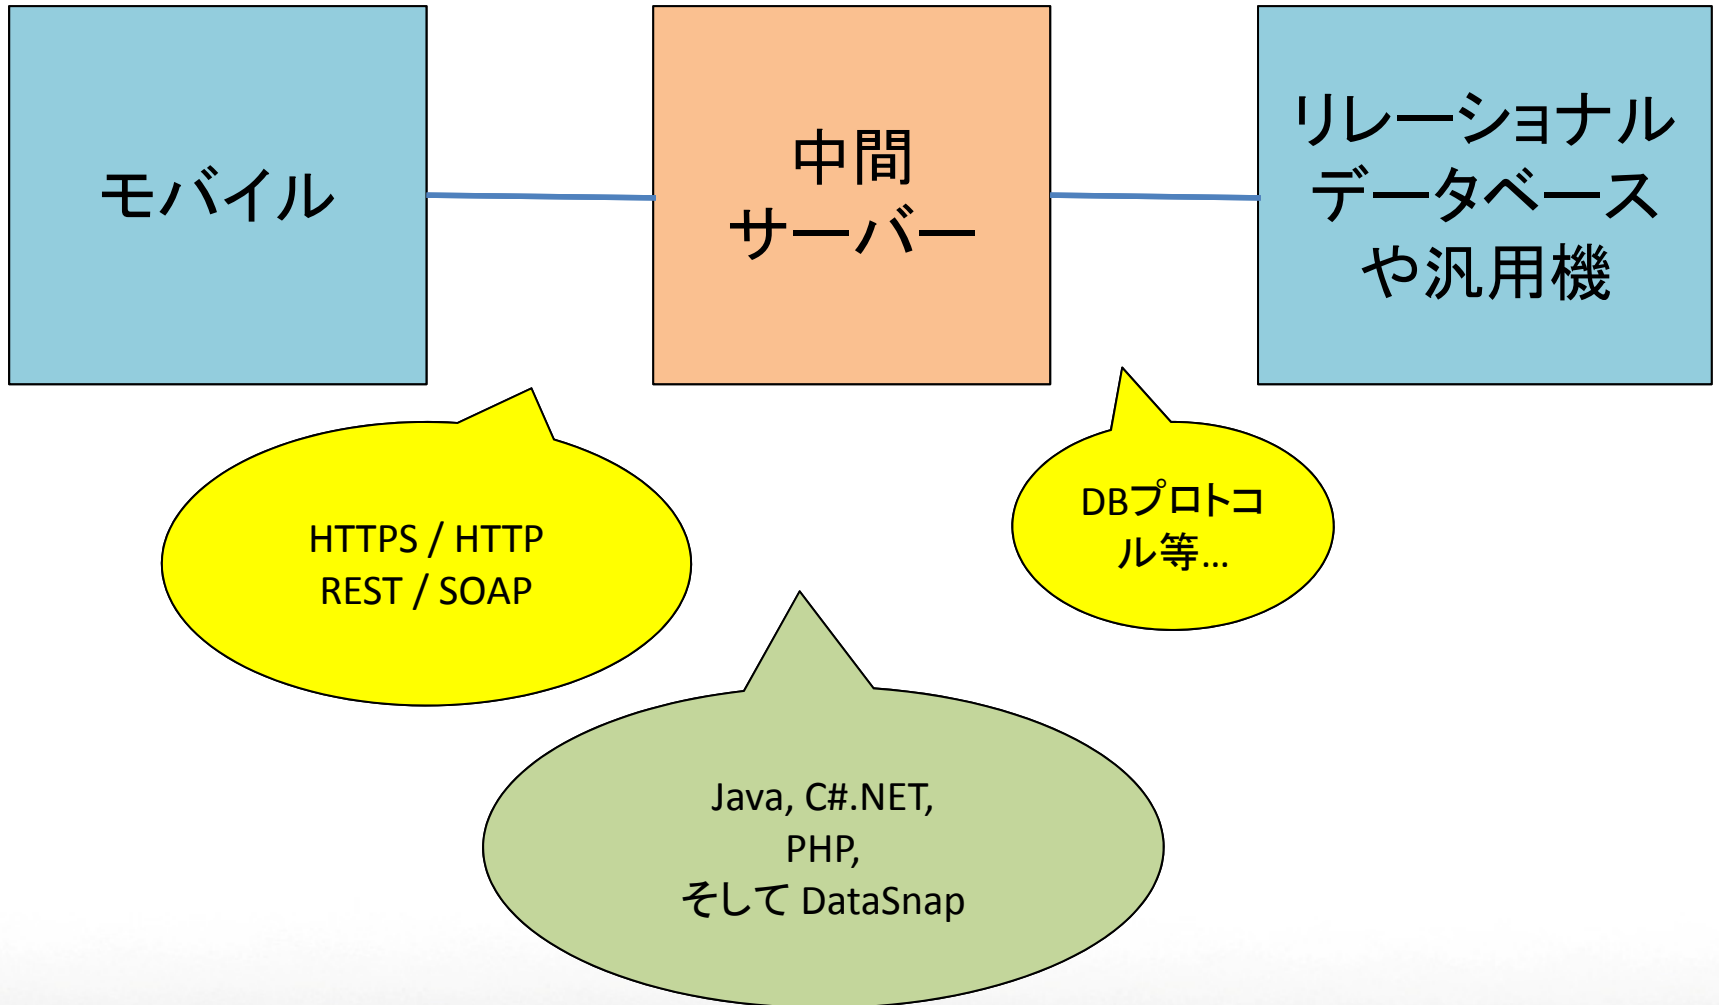 モバイル
中間
サーバー
リレーショナル
データベース
や汎用機
HTTPS / HTTP
REST / SOAP
DBプロトコ
ル等...
Java, C#.NET,
PHP,
そして DataSnap